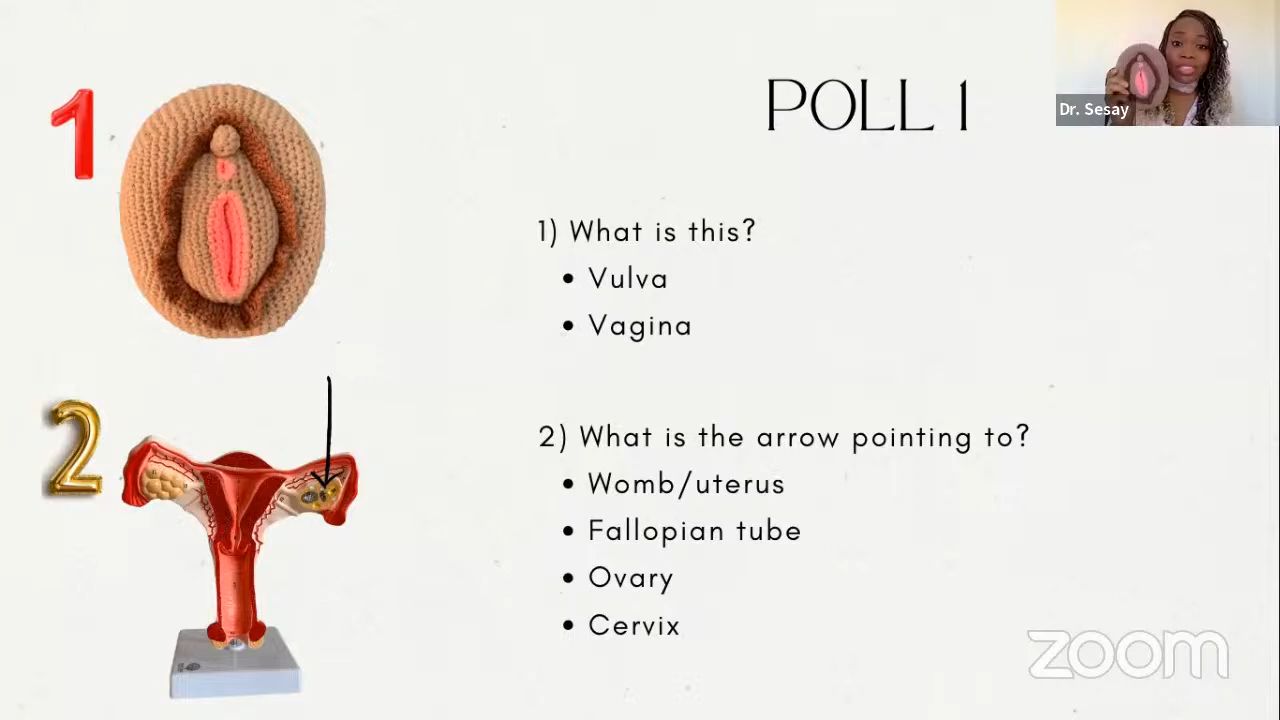 1
POLL 1
Dr. Sesay
1) What is this?
• Vulva
• Vagina
2
2) What is the arrow pointing to?
• Womb/uterus
• Fallopian tube
• Ovary
• Cervix
zoom